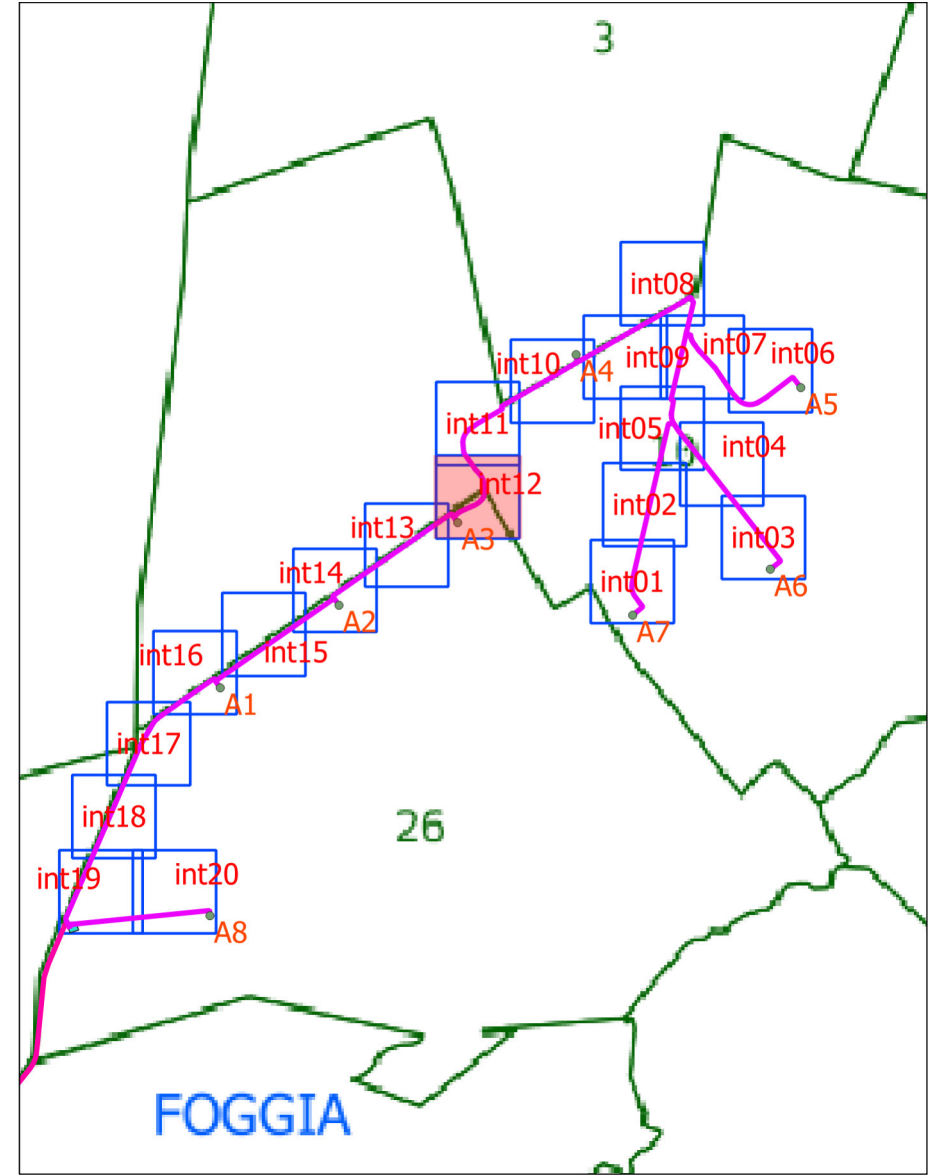 3
int08
int07
int09
int06
int10
A4
A5
int11
int05
int04
int12
int02
int13
A3
int03
int14
int01
A6
A2
A7
int16
int15
A1
int17
int18
26
int19
int20
A8
FOGGIA